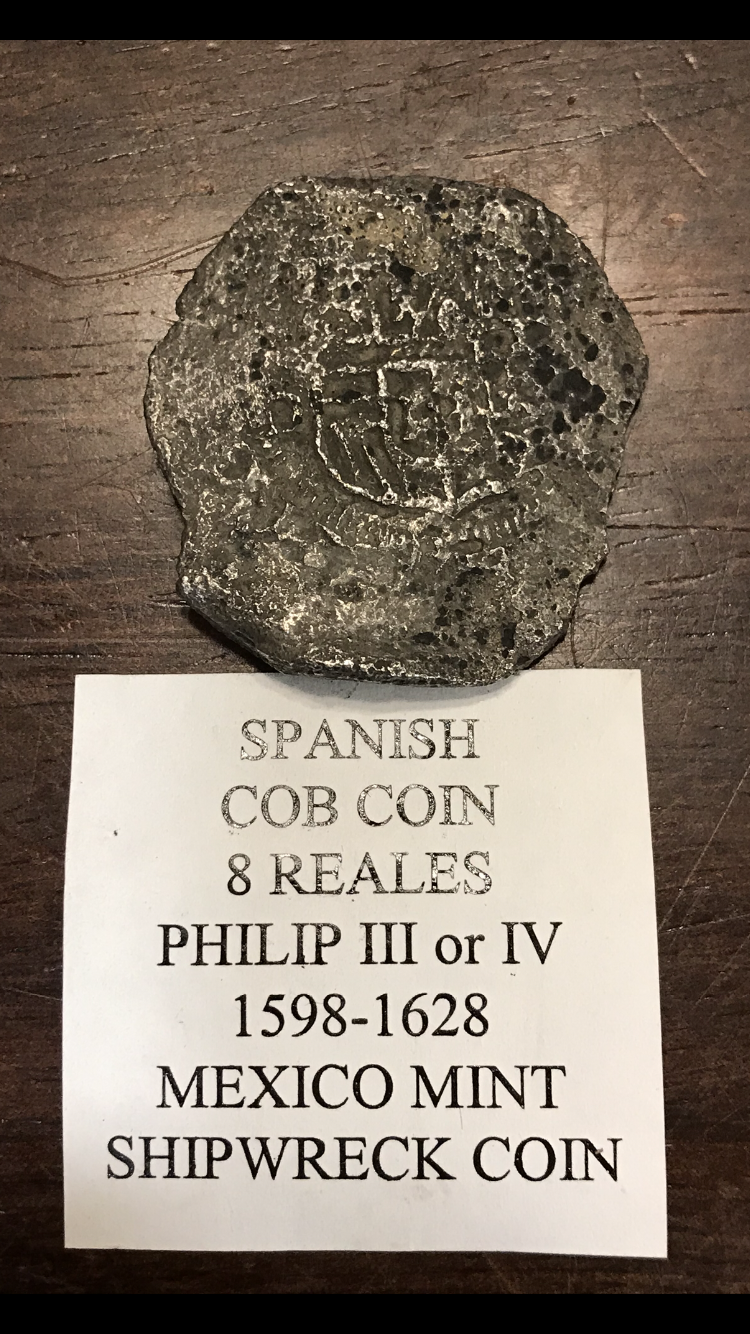 SPANISH
COB COIN
8 REALES
PHILIP III or IV
1598-1628
MEXICO MINT
SHIPWRECK COIN